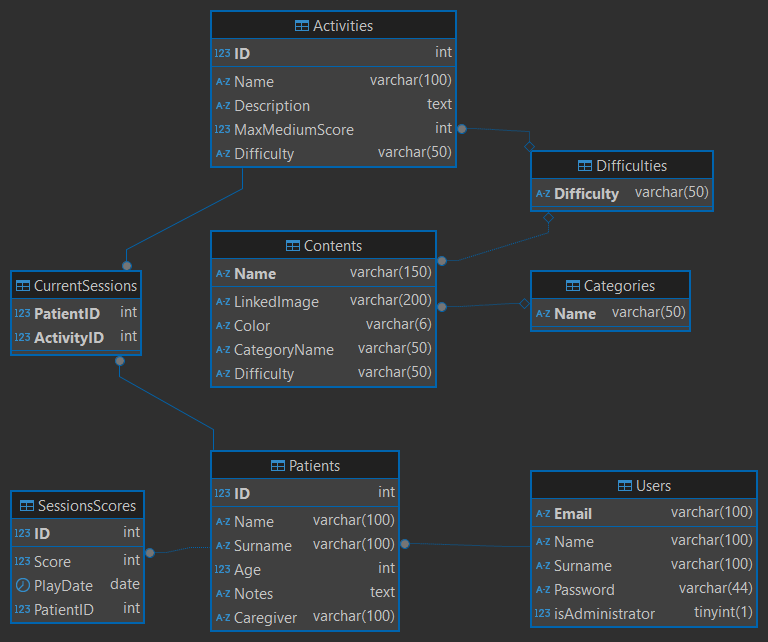 Activities
123 ID int
A-Z Name varchar(100)
A-Z Description text
123 MaxMediumScore int
A-Z Difficulty varchar(50)
Difficulties
A-Z Difficulty varchar(50)
Contents
A-Z Name varchar(150)
A-Z LinkedImage varchar(200)
A-Z Color varchar(6)
A-Z CategoryName varchar(50)
A-Z Difficulty varchar(50)
CurrentSessions
123 PatientID int
123 ActivityID int
Categories
A-Z Name varchar(50)
Patients
123 ID int
A-Z Name varchar(100)
A-Z Surname varchar(100)
123 Age int
A-Z Notes text
A-Z Caregiver varchar(100)
SessionsScores
123 ID int
123 Score int
PlayDate date
123 PatientID int
Users
A-Z Email varchar(100)
A-Z Name varchar(100)
A-Z Surname varchar(100)
A-Z Password varchar(44)
123 isAdministrator tinyint(1)